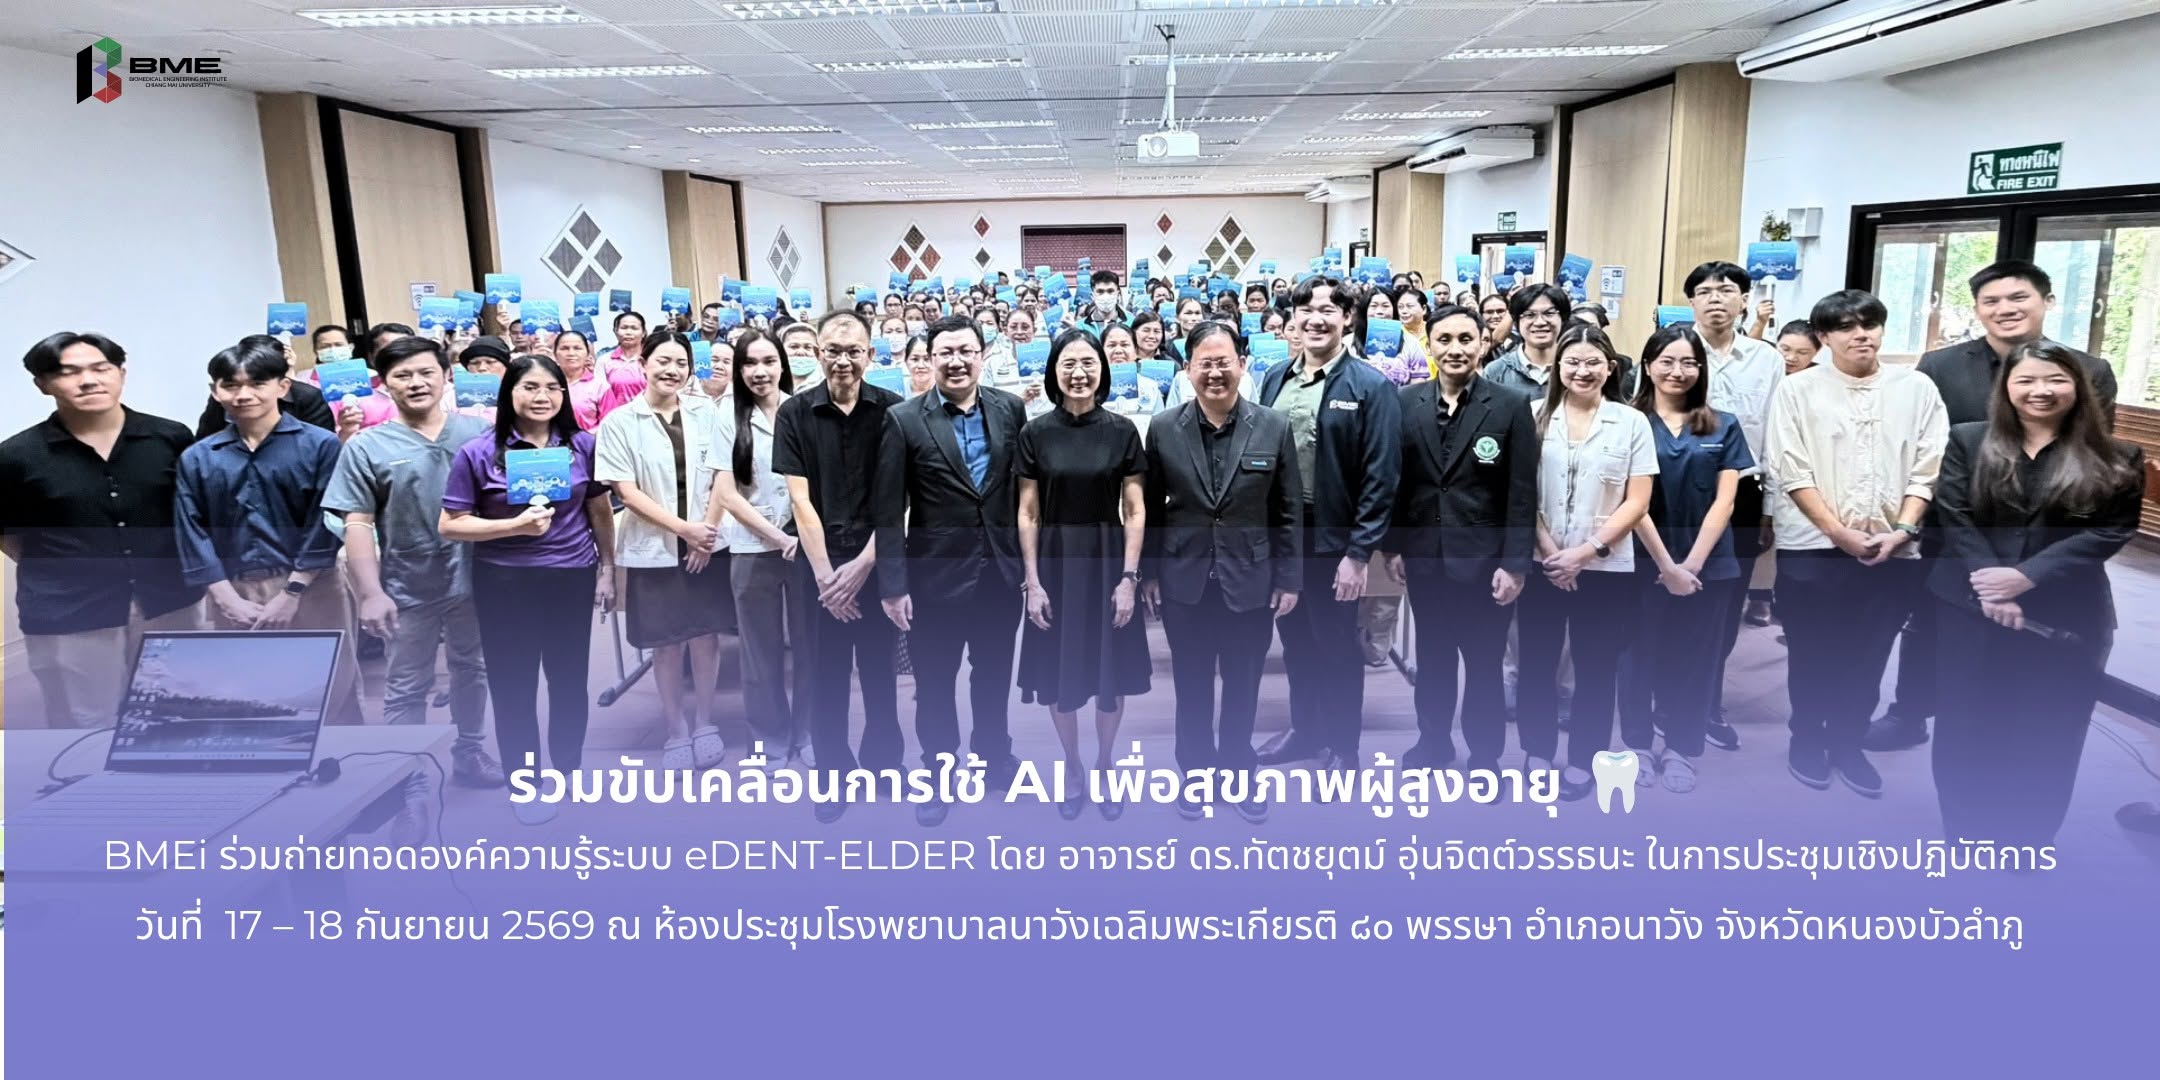 BME
BIOMEDICAL ENGINEERING INSTITUTE
CHIANG MAI UNIVERSITY
ทางหนีไฟ
FIRE EXIT
ร่วมขับเคลื่อนการใช้ AI เพื่อสุขภาพผู้สูงอายุ 🦷
BMEi ร่วมถ่ายทอดองค์ความรู้ระบบ eDENT-ELDER โดย อาจารย์ ดร.ทัตชยุตม์ อุ่นจิตต์วรรธนะ ในการประชุมเชิงปฏิบัติการ
วันที่ 17 – 18 กันยายน 2569 ณ ห้องประชุมโรงพยาบาลนาวังเฉลิมพระเกียรติ ๘๐ พรรษา อำเภอนาวัง จังหวัดหนองบัวลำภู